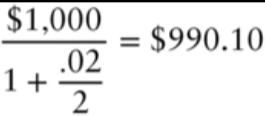 $1,000
1 + .02
2
= $990.10